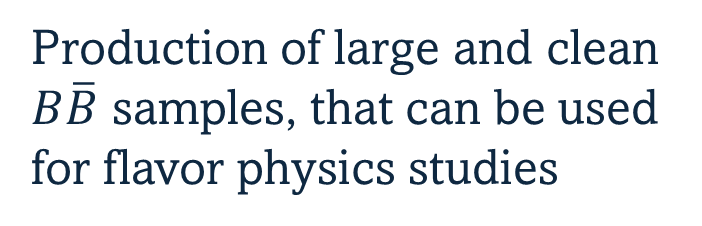 Production of large and clean
BB̅ samples, that can be used
for flavor physics studies